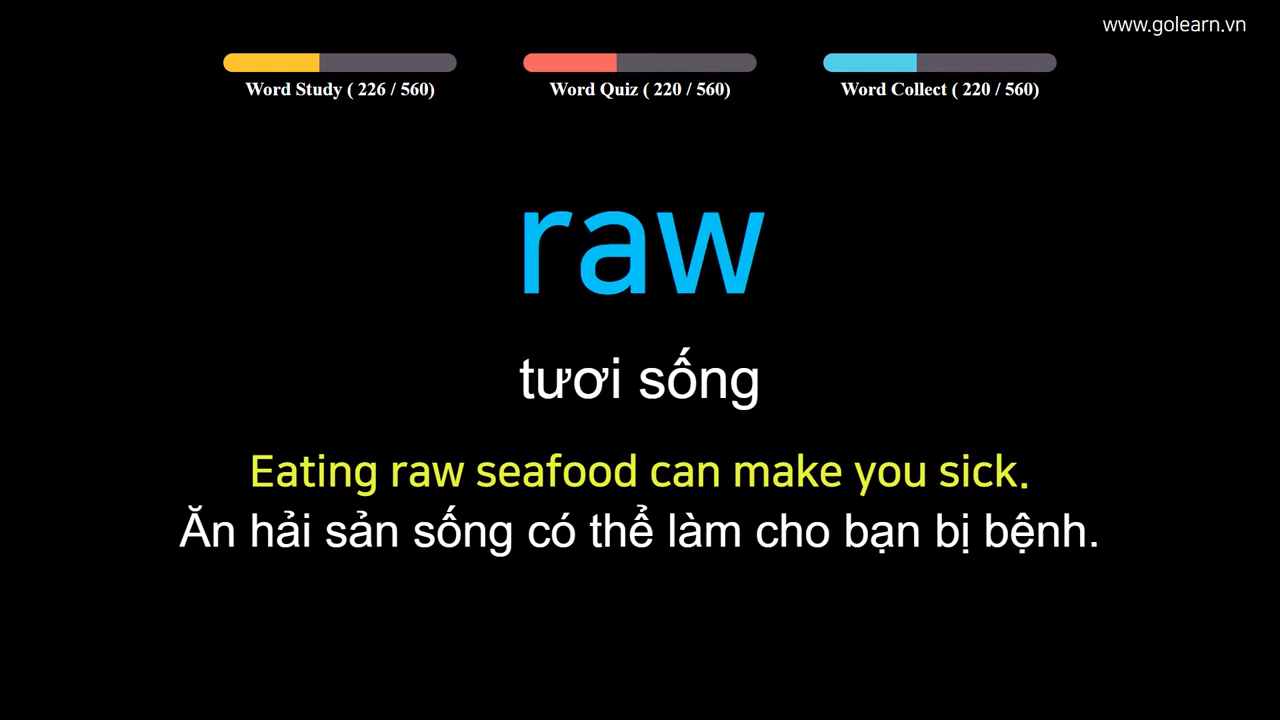 www.golearn.vn
Word Study ( 226 / 560)
Word Quiz ( 220 / 560)
Word Collect ( 220 / 560)
raw
tươi sống
Eating raw seafood can make you sick.
Ăn hải sản sống có thể làm cho bạn bị bệnh.